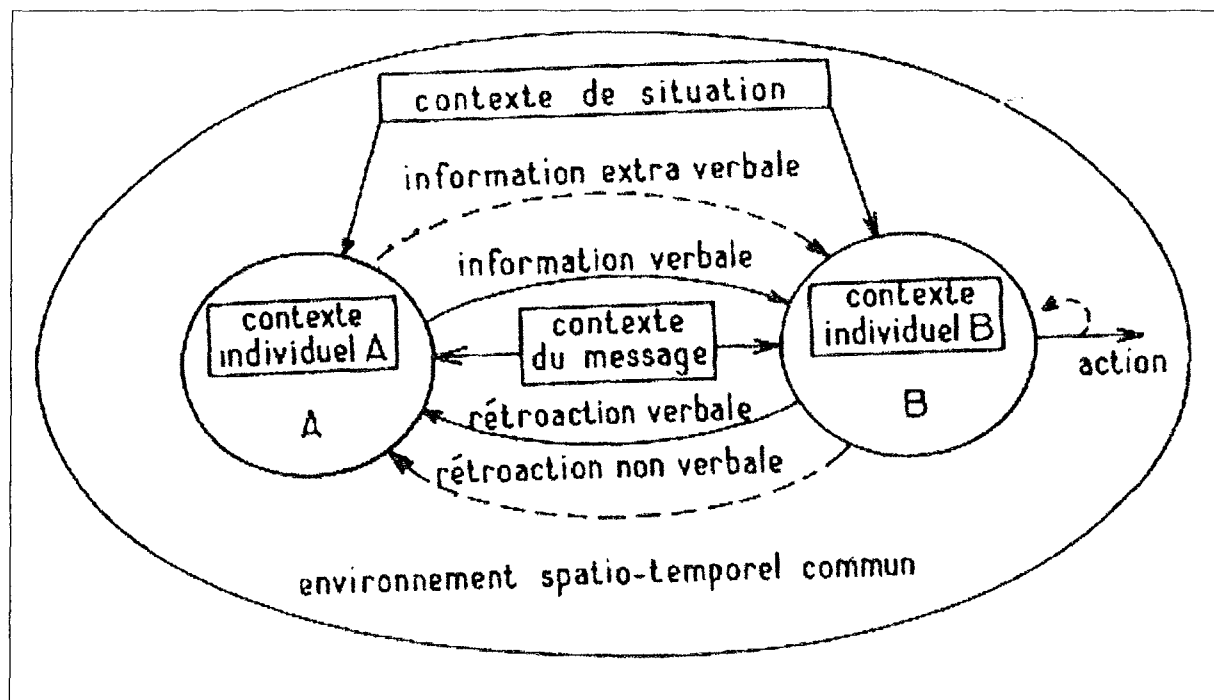 contexte de situation
information extra verbale
information verbale
contexte
individuel A
contexte
du message
contexte
individuel B
action
A
B
rétroaction verbale
rétroaction non verbale
environnement spatio-temporel commun